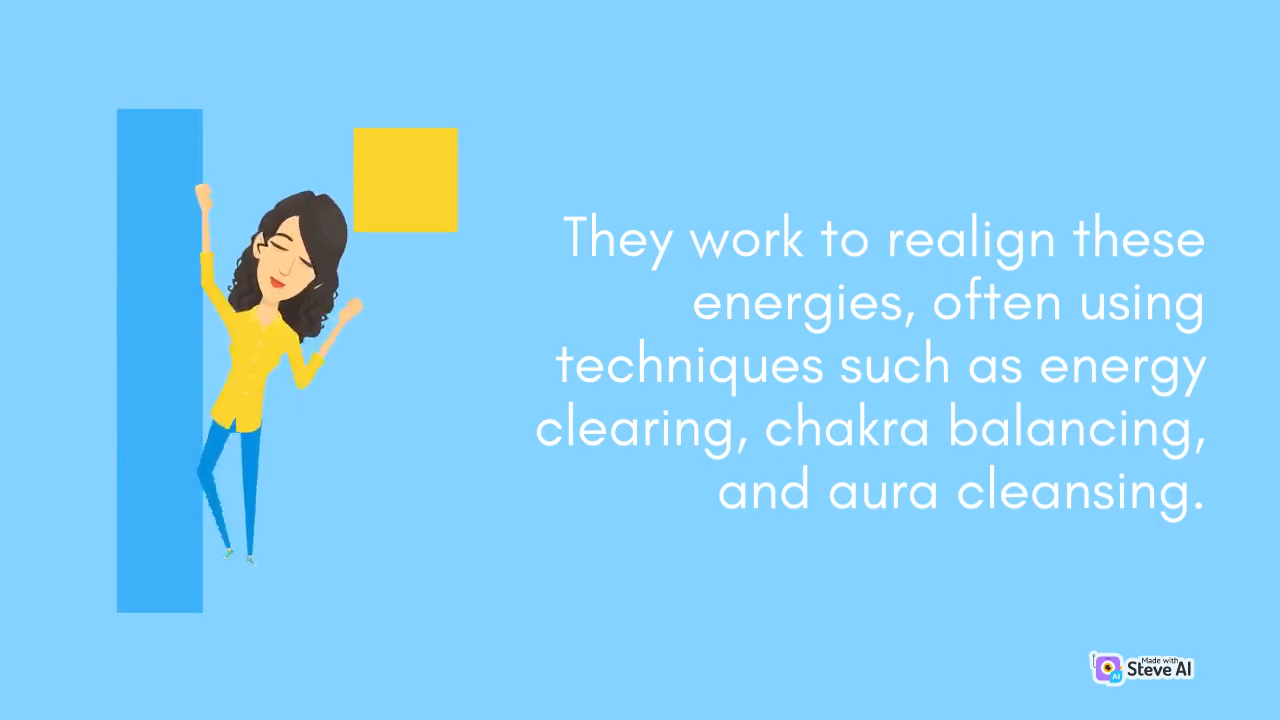 They work to realign these
energies, often using
techniques such as energy
clearing, chakra balancing,
and aura cleansing.
Made with
Steve AI
AI